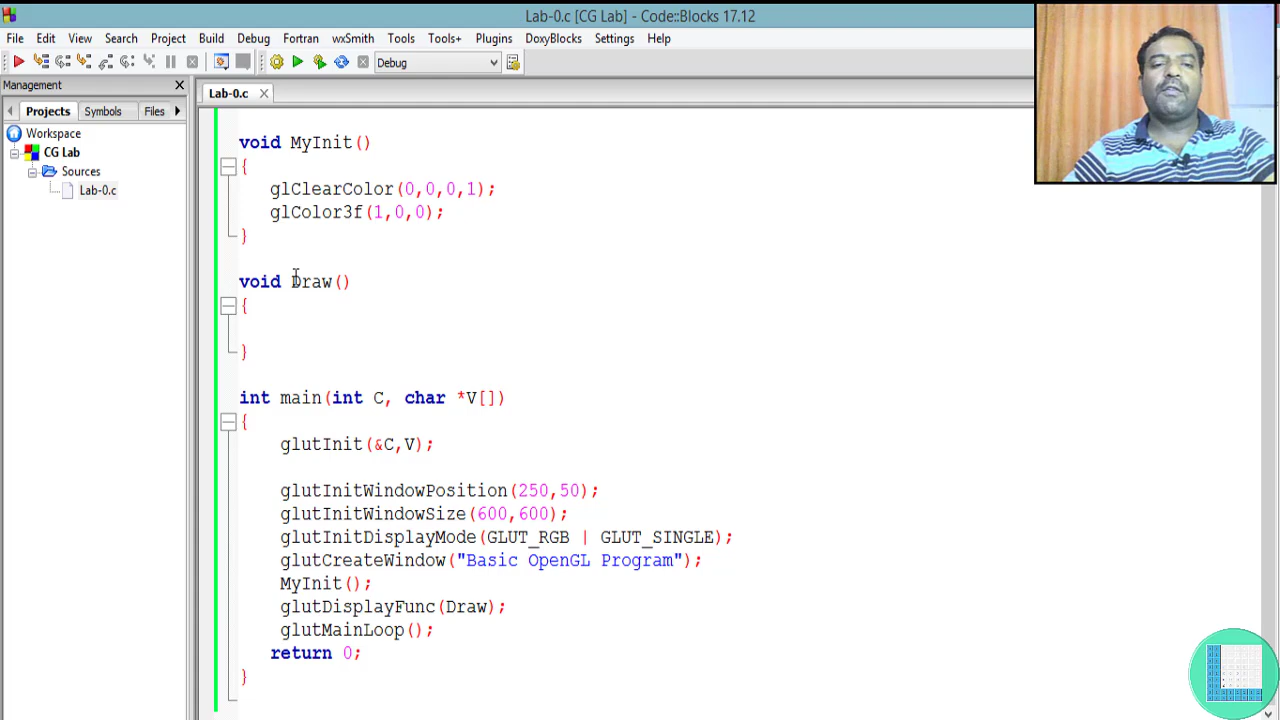 Lab-0.c [CG Lab] - Code::Blocks 17.12
File Edit View Search Project Build Debug Fortran wxSmith Tools Tools+ Plugins DoxyBlocks Settings Help
Debug
Management
Lab-0.c
Projects Symbols Files
Workspace
CG Lab
Sources
Lab-0.c
void MyInit()
{
glClearColor(0,0,0,1);
glColor3f(1,0,0);
}
void Draw()
{
}
int main(int C, char *V[])
{
glutInit(&C,V);
glutInitWindowPosition(250,50);
glutInitWindowSize(600,600);
glutInitDisplayMode(GLUT_RGB | GLUT_SINGLE);
glutCreateWindow("Basic OpenGL Program");
MyInit();
glutDisplayFunc(Draw);
glutMainLoop();
return 0;
}